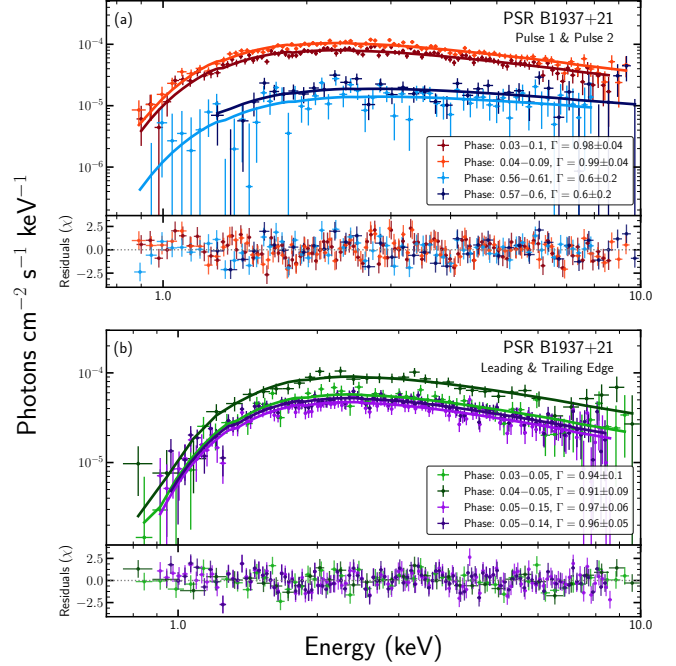 (a)
PSR B1937+21
Pulse 1 & Pulse 2
10⁻⁴
10⁻⁵
10⁻⁶
Phase: 0.03−0.1, Γ = 0.98±0.04
Phase: 0.04−0.09, Γ = 0.99±0.04
Phase: 0.56−0.61, Γ = 0.6±0.2
Phase: 0.57−0.6, Γ = 0.6±0.2
Residuals (χ)
2.5
0.0
−2.5
1.0
10.0
Photons cm⁻² s⁻¹ keV⁻¹
(b)
PSR B1937+21
Leading & Trailing Edge
10⁻⁴
10⁻⁵
Phase: 0.03−0.05, Γ = 0.94±0.1
Phase: 0.04−0.05, Γ = 0.91±0.09
Phase: 0.05−0.15, Γ = 0.97±0.06
Phase: 0.05−0.14, Γ = 0.96±0.05
Residuals (χ)
2.5
0.0
−2.5
1.0
10.0
Energy (keV)